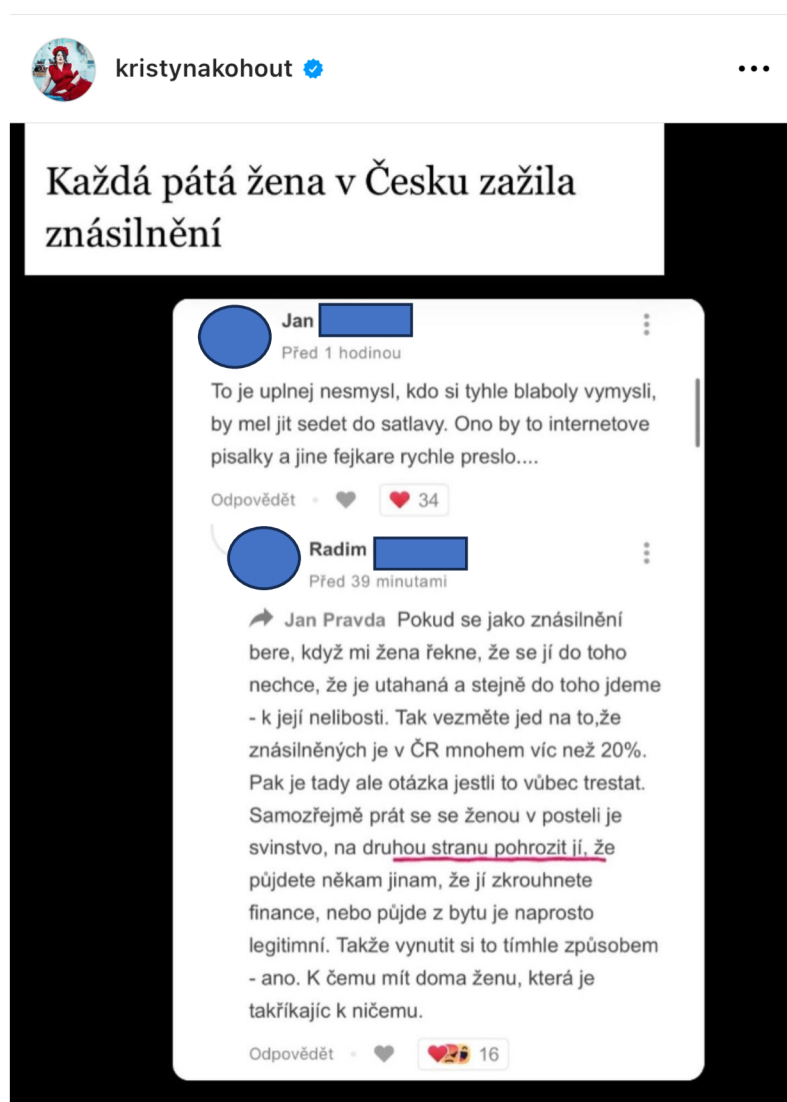 kristynakohout
Každá pátá žena v Česku zažila
znásilnění
Jan
Před 1 hodinou
To je uplnej nesmysl, kdo si tyhle blaboly vymysli,
by mel jit sedet do satlavy. Ono by to internetove
pisalky a jine fejkare rychle preslo....
Odpovědět
34
Radim
Před 39 minutami
Jan Pravda Pokud se jako znásilnění
bere, když mi žena řekne, že se jí do toho
nechce, že je utahaná a stejně do toho jdeme
- k její nelibosti. Tak vezměte jed na to,že
znásilněných je v ČR mnohem víc než 20%.
Pak je tady ale otázka jestli to vůbec trestat.
Samozřejmě prát se se ženou v posteli je
svinstvo, na druhou stranu pohrozit jí, že
půjdete někam jinam, že jí zkrouhnete
finance, nebo půjde z bytu je naprosto
legitimní. Takže vynutit si to tímhle způsobem
- ano. K čemu mít doma ženu, která je
takříkajíc k ničemu.
Odpovědět
16